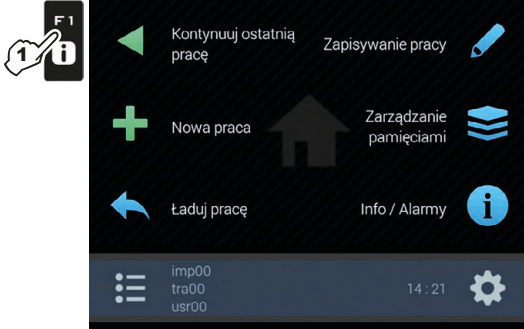 F1
1
Kontynuuj ostatnią
pracę
Zapisywanie pracy
Nowa praca
Zarządzanie
pamięciami
Ładuj pracę
Info / Alarmy
imp00
tra00
usr00
14:21